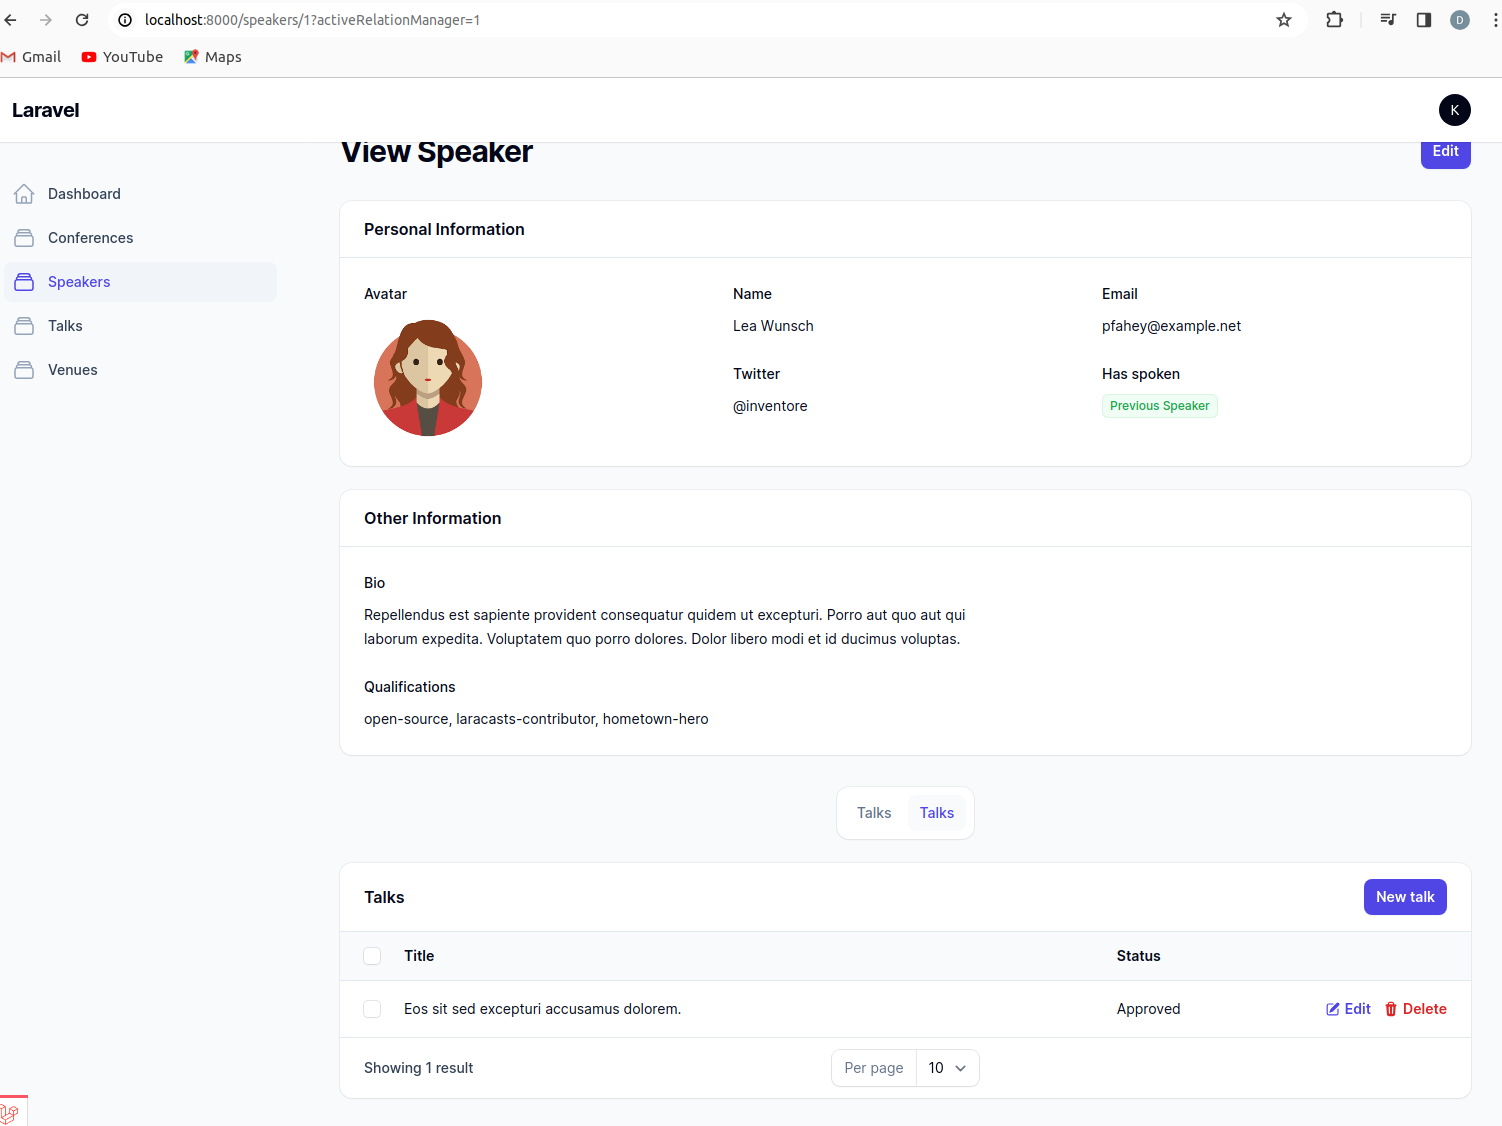 localhost:8000/speakers/1?activeRelationManager=1
D
Gmail YouTube Maps
Laravel
K
View Speaker
Edit
Dashboard
Conferences
Speakers
Talks
Venues
Personal Information
Avatar
Name
Lea Wunsch
Email
pfahey@example.net
Twitter
@inventore
Has spoken
Previous Speaker
Other Information
Bio
Repellendus est sapiente provident consequatur quidem ut excepturi. Porro aut quo aut qui
laborum expedita. Voluptatem quo porro dolores. Dolor libero modi et id ducimus voluptas.
Qualifications
open-source, laracasts-contributor, hometown-hero
Talks Talks
Talks
New talk
Title Status
Eos sit sed excepturi accusamus dolorem. Approved Edit Delete
Showing 1 result
Per page 10